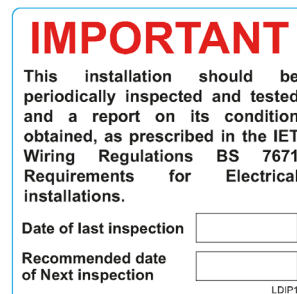 IMPORTANT
This installation should be
periodically inspected and tested
and a report on its condition
obtained, as prescribed in the IET
Wiring Regulations BS 7671
Requirements for Electrical
installations.
Date of last inspection
Recommended date
of Next inspection
LDIP1